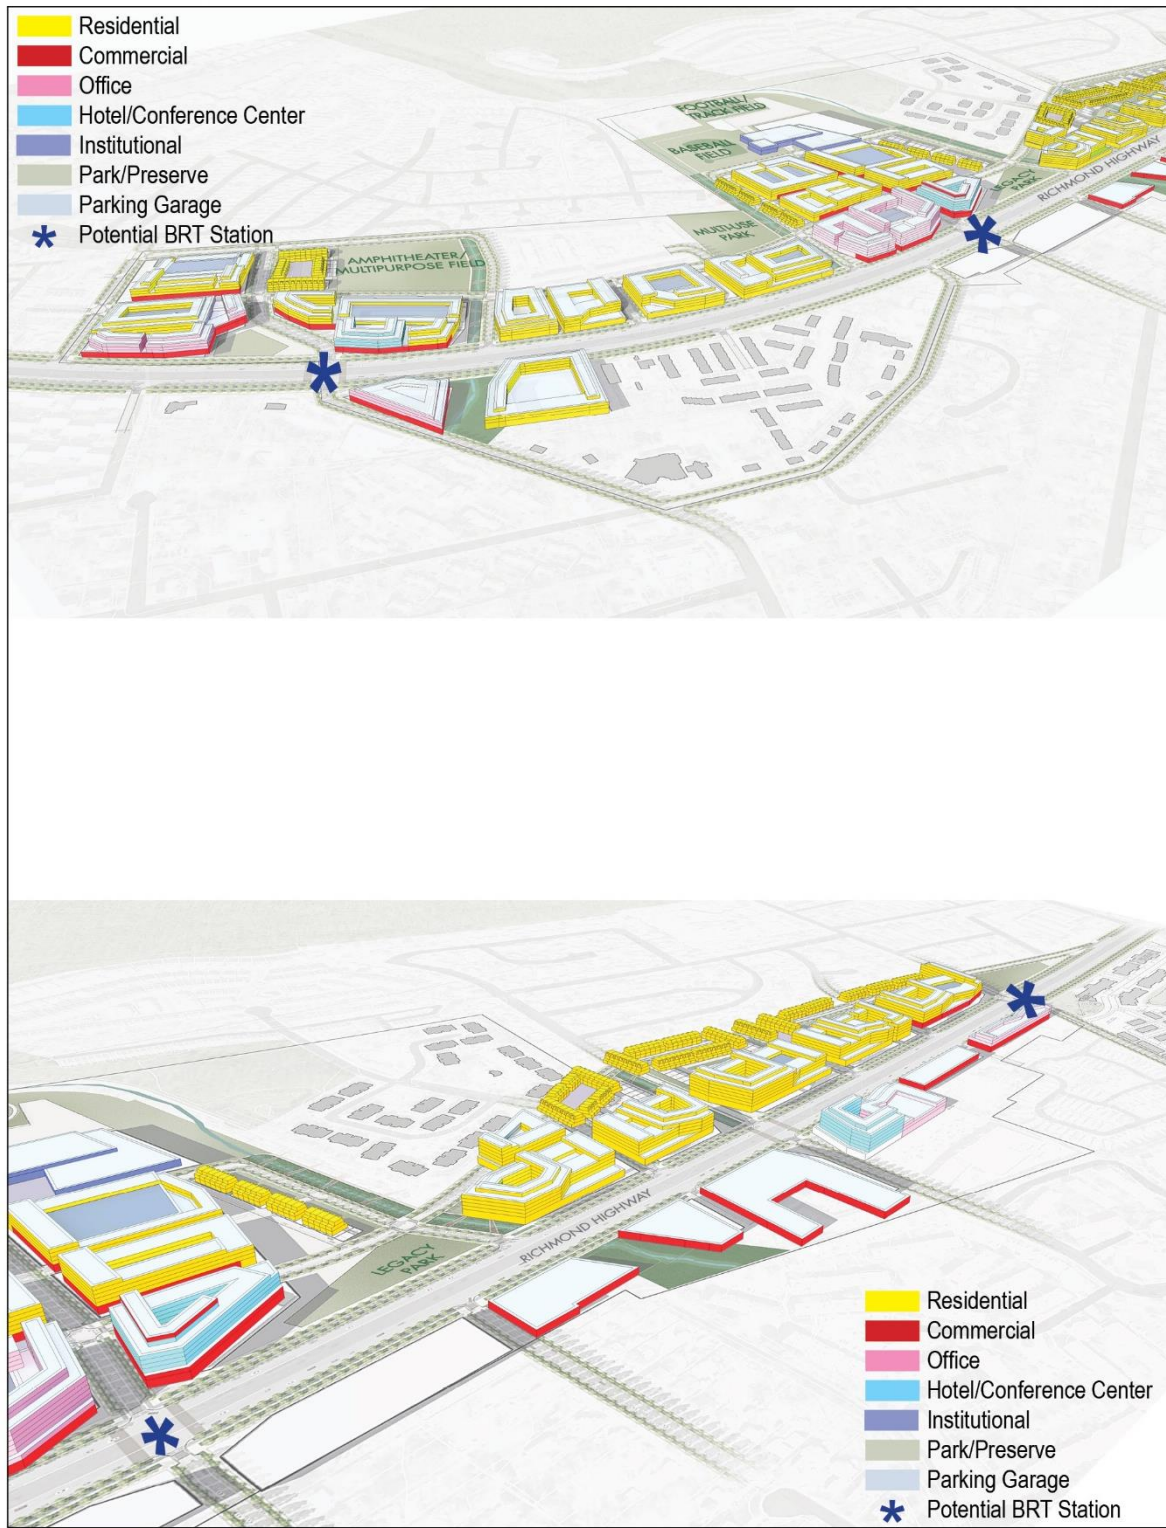 Residential
Commercial
Office
Hotel/Conference Center
Institutional
Park/Preserve
Parking Garage
Potential BRT Station
FOOTBALL/
TRACK FIELD
BASEBALL
FIELD
LEGACY
PARK
RICHMOND HIGHWAY
MULTI-USE
PARK
AMPHITHEATER/
MULTIPURPOSE FIELD
RICHMOND HIGHWAY
LEGACY
PARK
Residential
Commercial
Office
Hotel/Conference Center
Institutional
Park/Preserve
Parking Garage
Potential BRT Station